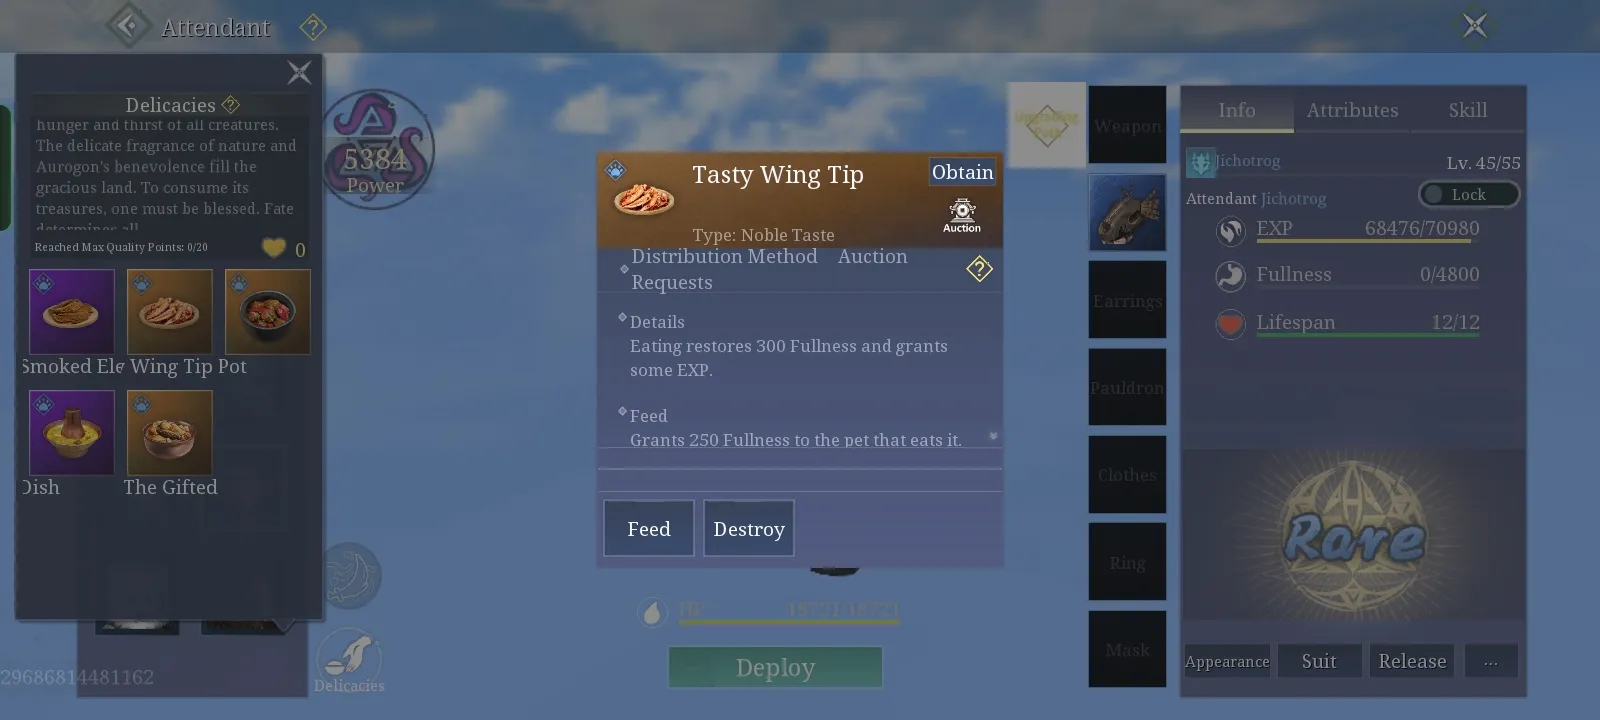 Attendant
Delicacies
hunger and thirst of all creatures.
The delicate fragrance of nature and
Aurogon's benevolence fill the
gracious land. To consume its
treasures, one must be blessed. Fate
determines all
Reached Max Quality Points: 0/20
0
Smoked Ele
Wing Tip Pot
Dish
The Gifted
5384
Power
Delicacies
29686814481162
Tasty Wing Tip
Obtain
Auction
Type: Noble Taste
Distribution Method Auction
Requests
Details
Eating restores 300 Fullness and grants
some EXP.
Feed
Grants 250 Fullness to the pet that eats it.
Feed
Destroy
Deploy
Weapon
Earrings
Pauldron
Clothes
Ring
Mask
Info
Attributes
Skill
Jichotrog
Lv. 45/55
Attendant Jichotrog
Lock
EXP 68476/70980
Fullness 0/4800
Lifespan 12/12
Rare
Appearance
Suit
Release
...